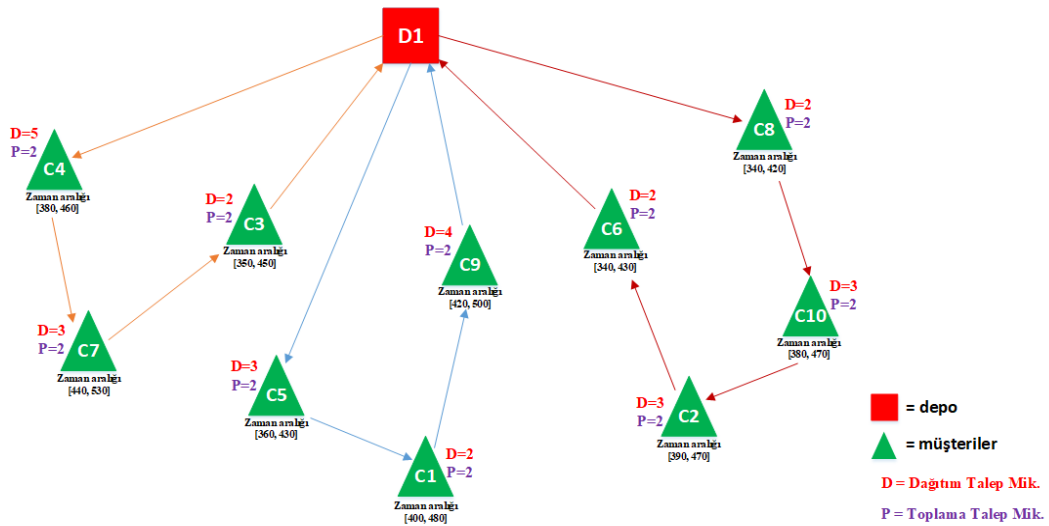 D1
D=2
C8
P=2
Zaman aralığı
[340, 420]
D=5
P=2
C4
Zaman aralığı
[380, 460]
D=2
P=2
C3
Zaman aralığı
[350, 450]
D=2
P=2
C6
Zaman aralığı
[340, 430]
D=4
P=2
C9
Zaman aralığı
[420, 500]
D=3
P=2
C10
Zaman aralığı
[380, 470]
D=3
P=2
C7
Zaman aralığı
[440, 530]
D=3
P=2
C5
Zaman aralığı
[360, 430]
D=3
P=2
C2
Zaman aralığı
[390, 470]
D=2
P=2
C1
Zaman aralığı
[400, 480]
= depo
= müşteriler
D = Dağıtım Talep Mik.
P = Toplama Talep Mik.